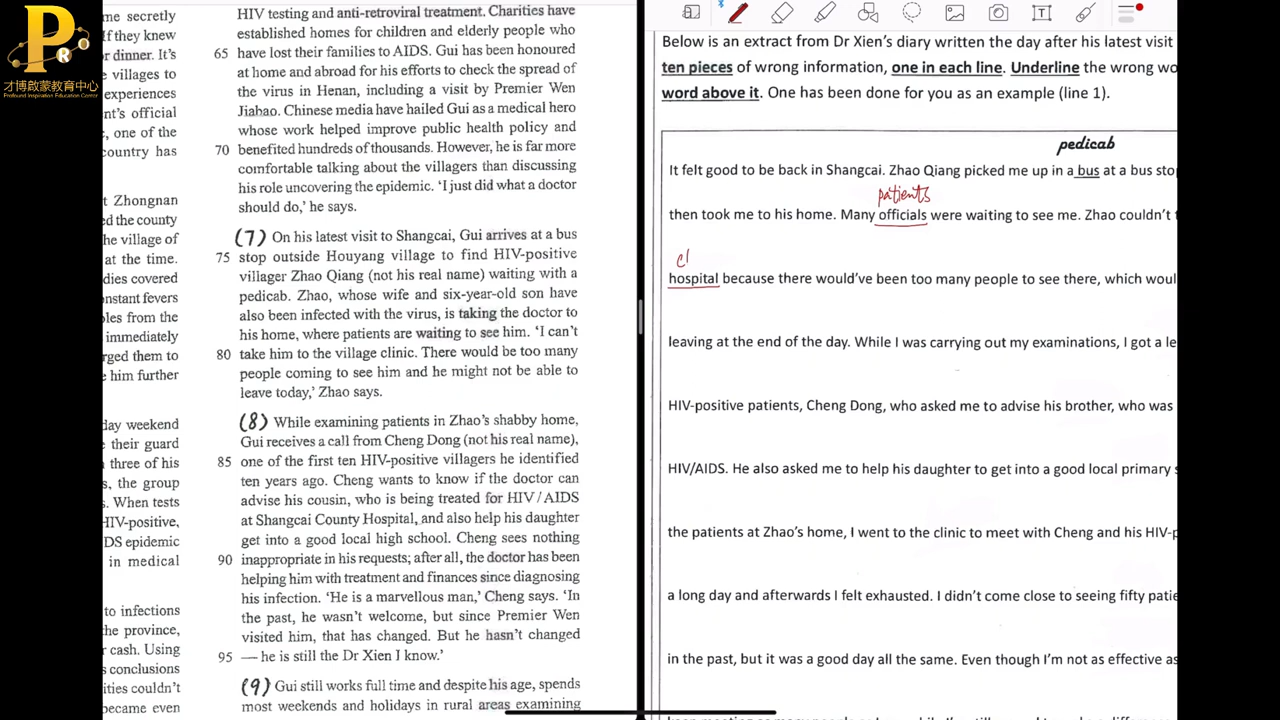 P
Ro
才博啟蒙教育中心
Profound Inspiration Education Center
me secretly
If they knew
r dinner. It's
e villages to
experiences
nt's official
, one of the
country has
t Zhongnan
ed the county
he village of
at the time.
dies covered
nstant fevers
ples from the
immediately
rged them to
e him further
day weekend
their guard
three of his
s, the group
s. When tests
HIV-positive,
DS epidemic
in medical
to infections
he province,
r cash. Using
s conclusions
ities couldn't
became even
HIV testing and anti-retroviral treatment. Charities have
established homes for children and elderly people who
65 have lost their families to AIDS. Gui has been honoured
at home and abroad for his efforts to check the spread of
the virus in Henan, including a visit by Premier Wen
Jiabao. Chinese media have hailed Gui as a medical hero
whose work helped improve public health policy and
70 benefited hundreds of thousands. However, he is far more
comfortable talking about the villagers than discussing
his role uncovering the epidemic. 'I just did what a doctor
should do,' he says.
(7) On his latest visit to Shangcai, Gui arrives at a bus
75 stop outside Houyang village to find HIV-positive
villager Zhao Qiang (not his real name) waiting with a
pedicab. Zhao, whose wife and six-year-old son have
also been infected with the virus, is taking the doctor to
his home, where patients are waiting to see him. 'I can't
80 take him to the village clinic. There would be too many
people coming to see him and he might not be able to
leave today,' Zhao says.
(8) While examining patients in Zhao's shabby home,
Gui receives a call from Cheng Dong (not his real name),
85 one of the first ten HIV-positive villagers he identified
ten years ago. Cheng wants to know if the doctor can
advise his cousin, who is being treated for HIV/AIDS
at Shangcai County Hospital, and also help his daughter
get into a good local high school. Cheng sees nothing
90 inappropriate in his requests; after all, the doctor has been
helping him with treatment and finances since diagnosing
his infection. 'He is a marvellous man,' Cheng says. 'In
the past, he wasn't welcome, but since Premier Wen
visited him, that has changed. But he hasn't changed
95 — he is still the Dr Xien I know.'
(9) Gui still works full time and despite his age, spends
most weekends and holidays in rural areas examining
Below is an extract from Dr Xien's diary written the day after his latest visit
ten pieces of wrong information, one in each line. Underline the wrong wo
word above it. One has been done for you as an example (line 1).
pedicab
It felt good to be back in Shangcai. Zhao Qiang picked me up in a bus at a bus sto
patients
then took me to his home. Many officials were waiting to see me. Zhao couldn't
cl
hospital because there would've been too many people to see there, which woul
leaving at the end of the day. While I was carrying out my examinations, I got a le
HIV-positive patients, Cheng Dong, who asked me to advise his brother, who was
HIV/AIDS. He also asked me to help his daughter to get into a good local primary s
the patients at Zhao's home, I went to the clinic to meet with Cheng and his HIV-p
a long day and afterwards I felt exhausted. I didn't come close to seeing fifty patie
in the past, but it was a good day all the same. Even though I'm not as effective as